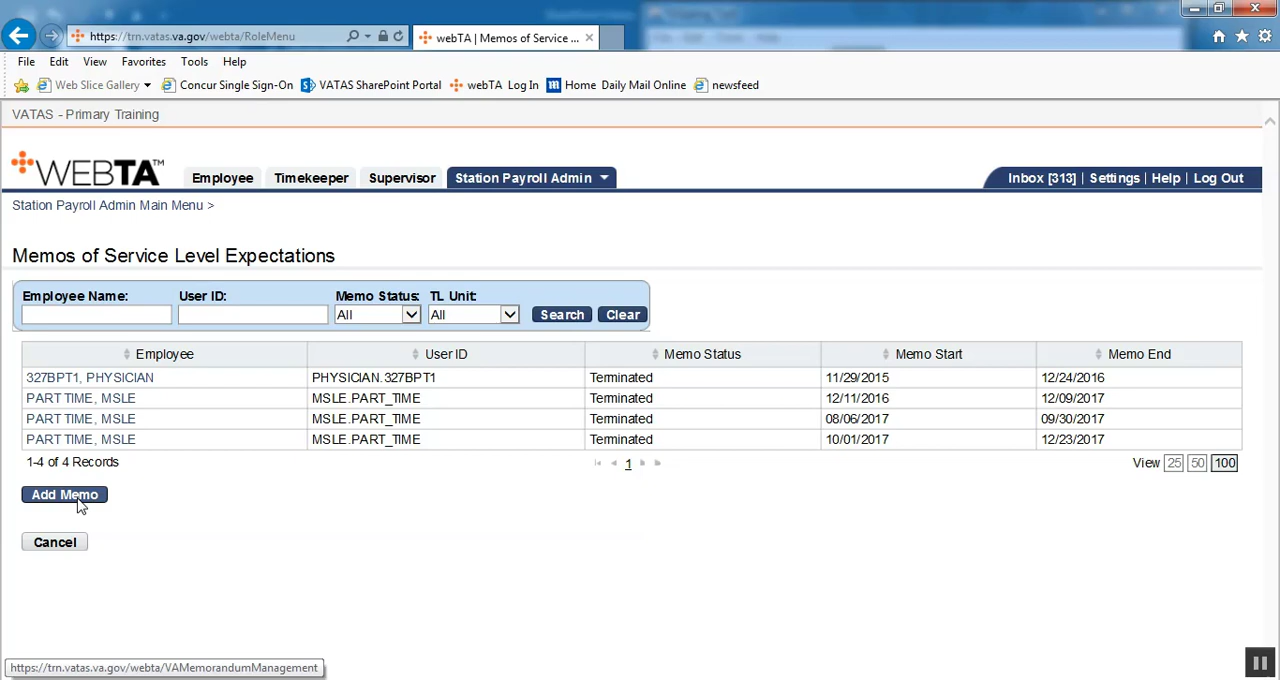 https://trn.vatas.va.gov/webta/RoleMenu
webTA | Memos of Service ...
File Edit View Favorites Tools Help
Web Slice Gallery Concur Single Sign-On VATAS SharePoint Portal webTA Log In Home Daily Mail Online newsfeed
VATAS - Primary Training
WEBTA™ Employee Timekeeper Supervisor Station Payroll Admin Inbox [313] | Settings | Help | Log Out
Station Payroll Admin Main Menu >
Memos of Service Level Expectations
Employee Name: User ID: Memo Status: TL Unit:
All All Search Clear
Employee User ID Memo Status Memo Start Memo End
327BPT1, PHYSICIAN PHYSICIAN.327BPT1 Terminated 11/29/2015 12/24/2016
PART TIME, MSLE MSLE.PART_TIME Terminated 12/11/2016 12/09/2017
PART TIME, MSLE MSLE.PART_TIME Terminated 08/06/2017 09/30/2017
PART TIME, MSLE MSLE.PART_TIME Terminated 10/01/2017 12/23/2017
1-4 of 4 Records 1 View 25 50 100
Add Memo
Cancel
https://trn.vatas.va.gov/webta/VAMemorandumManagement